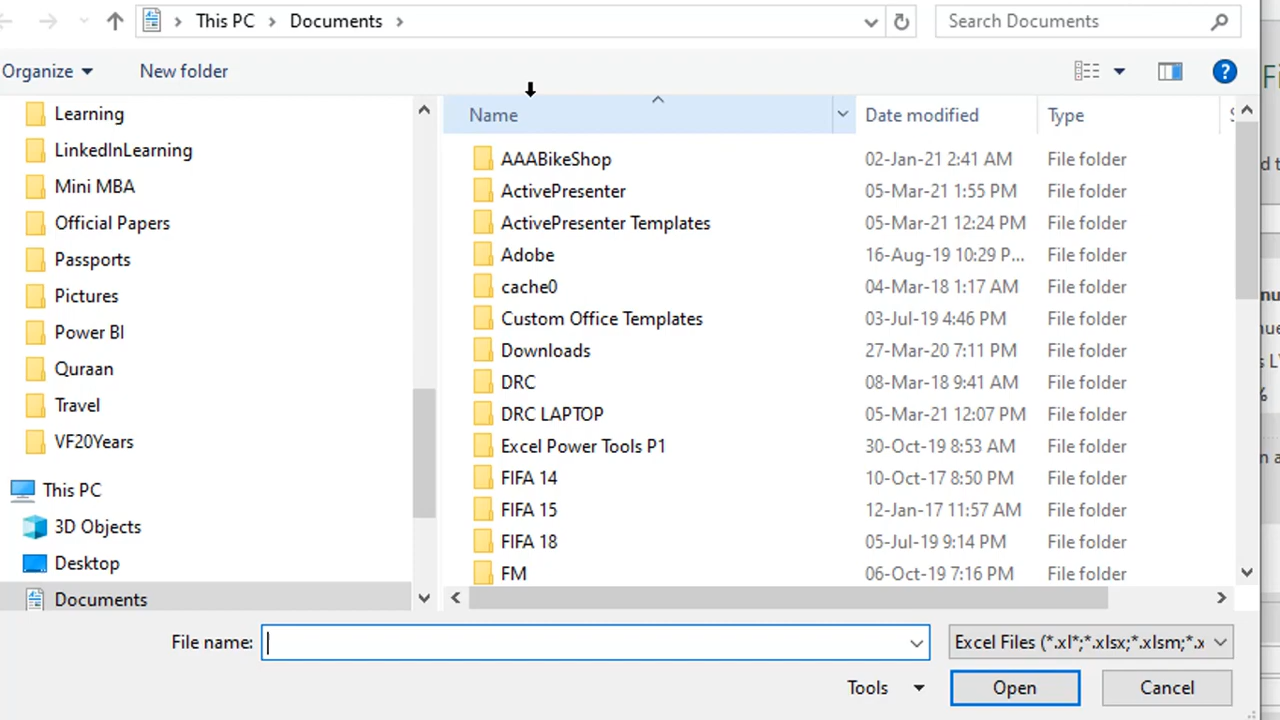 This PC > Documents >
Search Documents
Organize
New folder
Learning
LinkedInLearning
Mini MBA
Official Papers
Passports
Pictures
Power BI
Quraan
Travel
VF20Years
This PC
3D Objects
Desktop
Documents
Name Date modified Type
AAABikeShop 02-Jan-21 2:41 AM File folder
ActivePresenter 05-Mar-21 1:55 PM File folder
ActivePresenter Templates 05-Mar-21 12:24 PM File folder
Adobe 16-Aug-19 10:29 P... File folder
cache0 04-Mar-18 1:17 AM File folder
Custom Office Templates 03-Jul-19 4:46 PM File folder
Downloads 27-Mar-20 7:11 PM File folder
DRC 08-Mar-18 9:41 AM File folder
DRC LAPTOP 05-Mar-21 12:07 PM File folder
Excel Power Tools P1 30-Oct-19 8:53 AM File folder
FIFA 14 10-Oct-17 8:50 PM File folder
FIFA 15 12-Jan-17 11:57 AM File folder
FIFA 18 05-Jul-19 9:14 PM File folder
FM 06-Oct-19 7:16 PM File folder
File name:
Excel Files (*.xl*;*.xlsx;*.xlsm;*.x
Tools
Open
Cancel